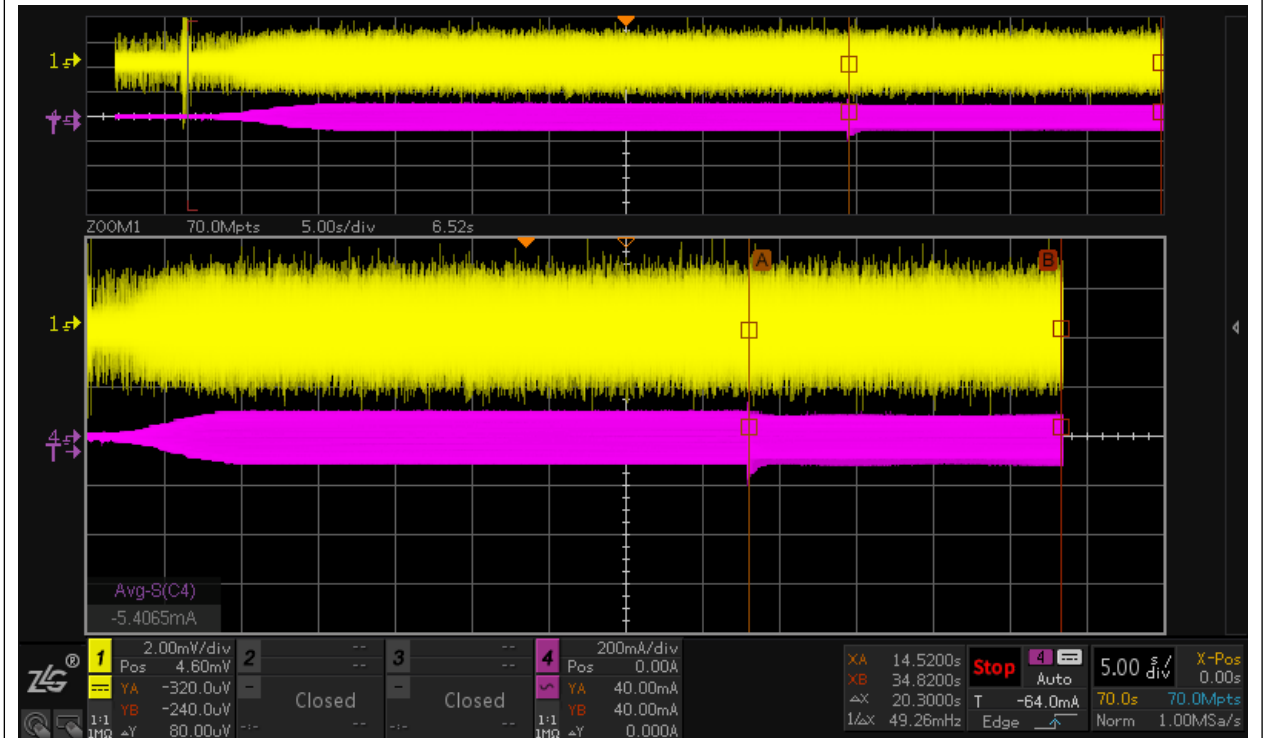 1
4
ZOOM1 70.0Mpts 5.00s/div 6.52s
A B
1
4
T
Avg-S(C4)
-5.4065mA
ZLG®
1 2.00mV/div
Pos 4.60mV
YA -320.0uV
YB -240.0uV
1:1
1MΩ ⊿Y 80.00uV
2 -- --
Closed
-:- --
3 -- --
Closed
-:- --
4 200mA/div
Pos 0.00A
YA 40.00mA
YB 40.00mA
1:1
1MΩ ⊿Y 0.000A
XA 14.5200s
XB 34.8200s
⊿X 20.3000s
1/⊿X 49.26mHz
Stop 4 Auto
T -64.0mA
Edge
5.00 s/div X-Pos 0.00s
70.0s 70.0Mpts
Norm 1.00MSa/s